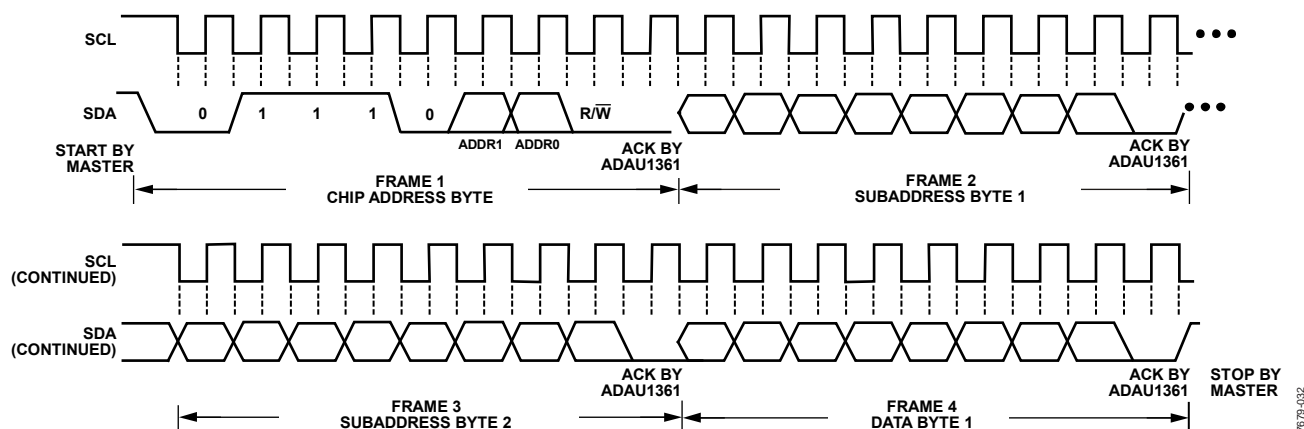 SCL
SDA
0 1 1 1 0 R/W̅
ADDR1 ADDR0
START BY
MASTER
ACK BY
ADAU1361
ACK BY
ADAU1361
FRAME 1
CHIP ADDRESS BYTE
FRAME 2
SUBADDRESS BYTE 1
SCL
(CONTINUED)
SDA
(CONTINUED)
ACK BY
ADAU1361
ACK BY
ADAU1361
STOP BY
MASTER
FRAME 3
SUBADDRESS BYTE 2
FRAME 4
DATA BYTE 1